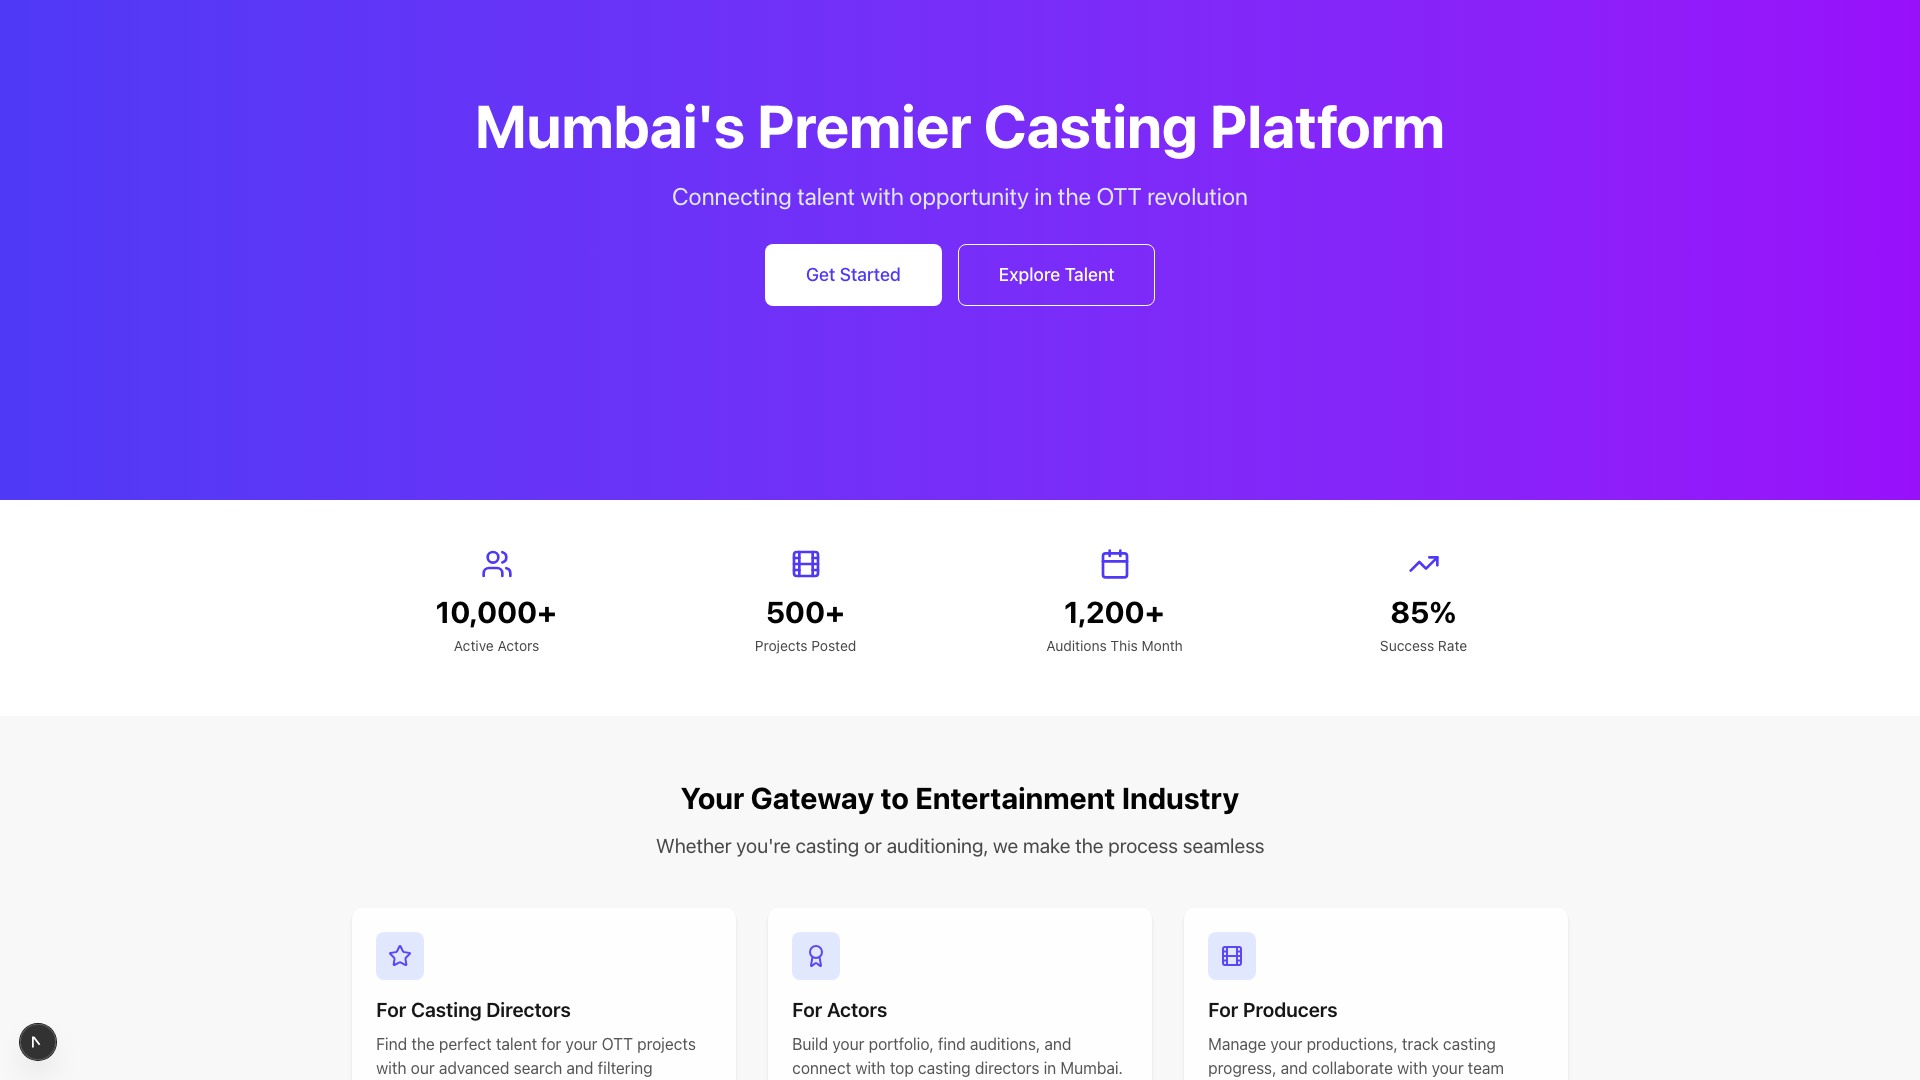 Mumbai's Premier Casting Platform
Connecting talent with opportunity in the OTT revolution
Get Started
Explore Talent
10,000+
Active Actors
500+
Projects Posted
1,200+
Auditions This Month
85%
Success Rate
Your Gateway to Entertainment Industry
Whether you're casting or auditioning, we make the process seamless
For Casting Directors
Find the perfect talent for your OTT projects
with our advanced search and filtering
For Actors
Build your portfolio, find auditions, and
connect with top casting directors in Mumbai.
For Producers
Manage your productions, track casting
progress, and collaborate with your team